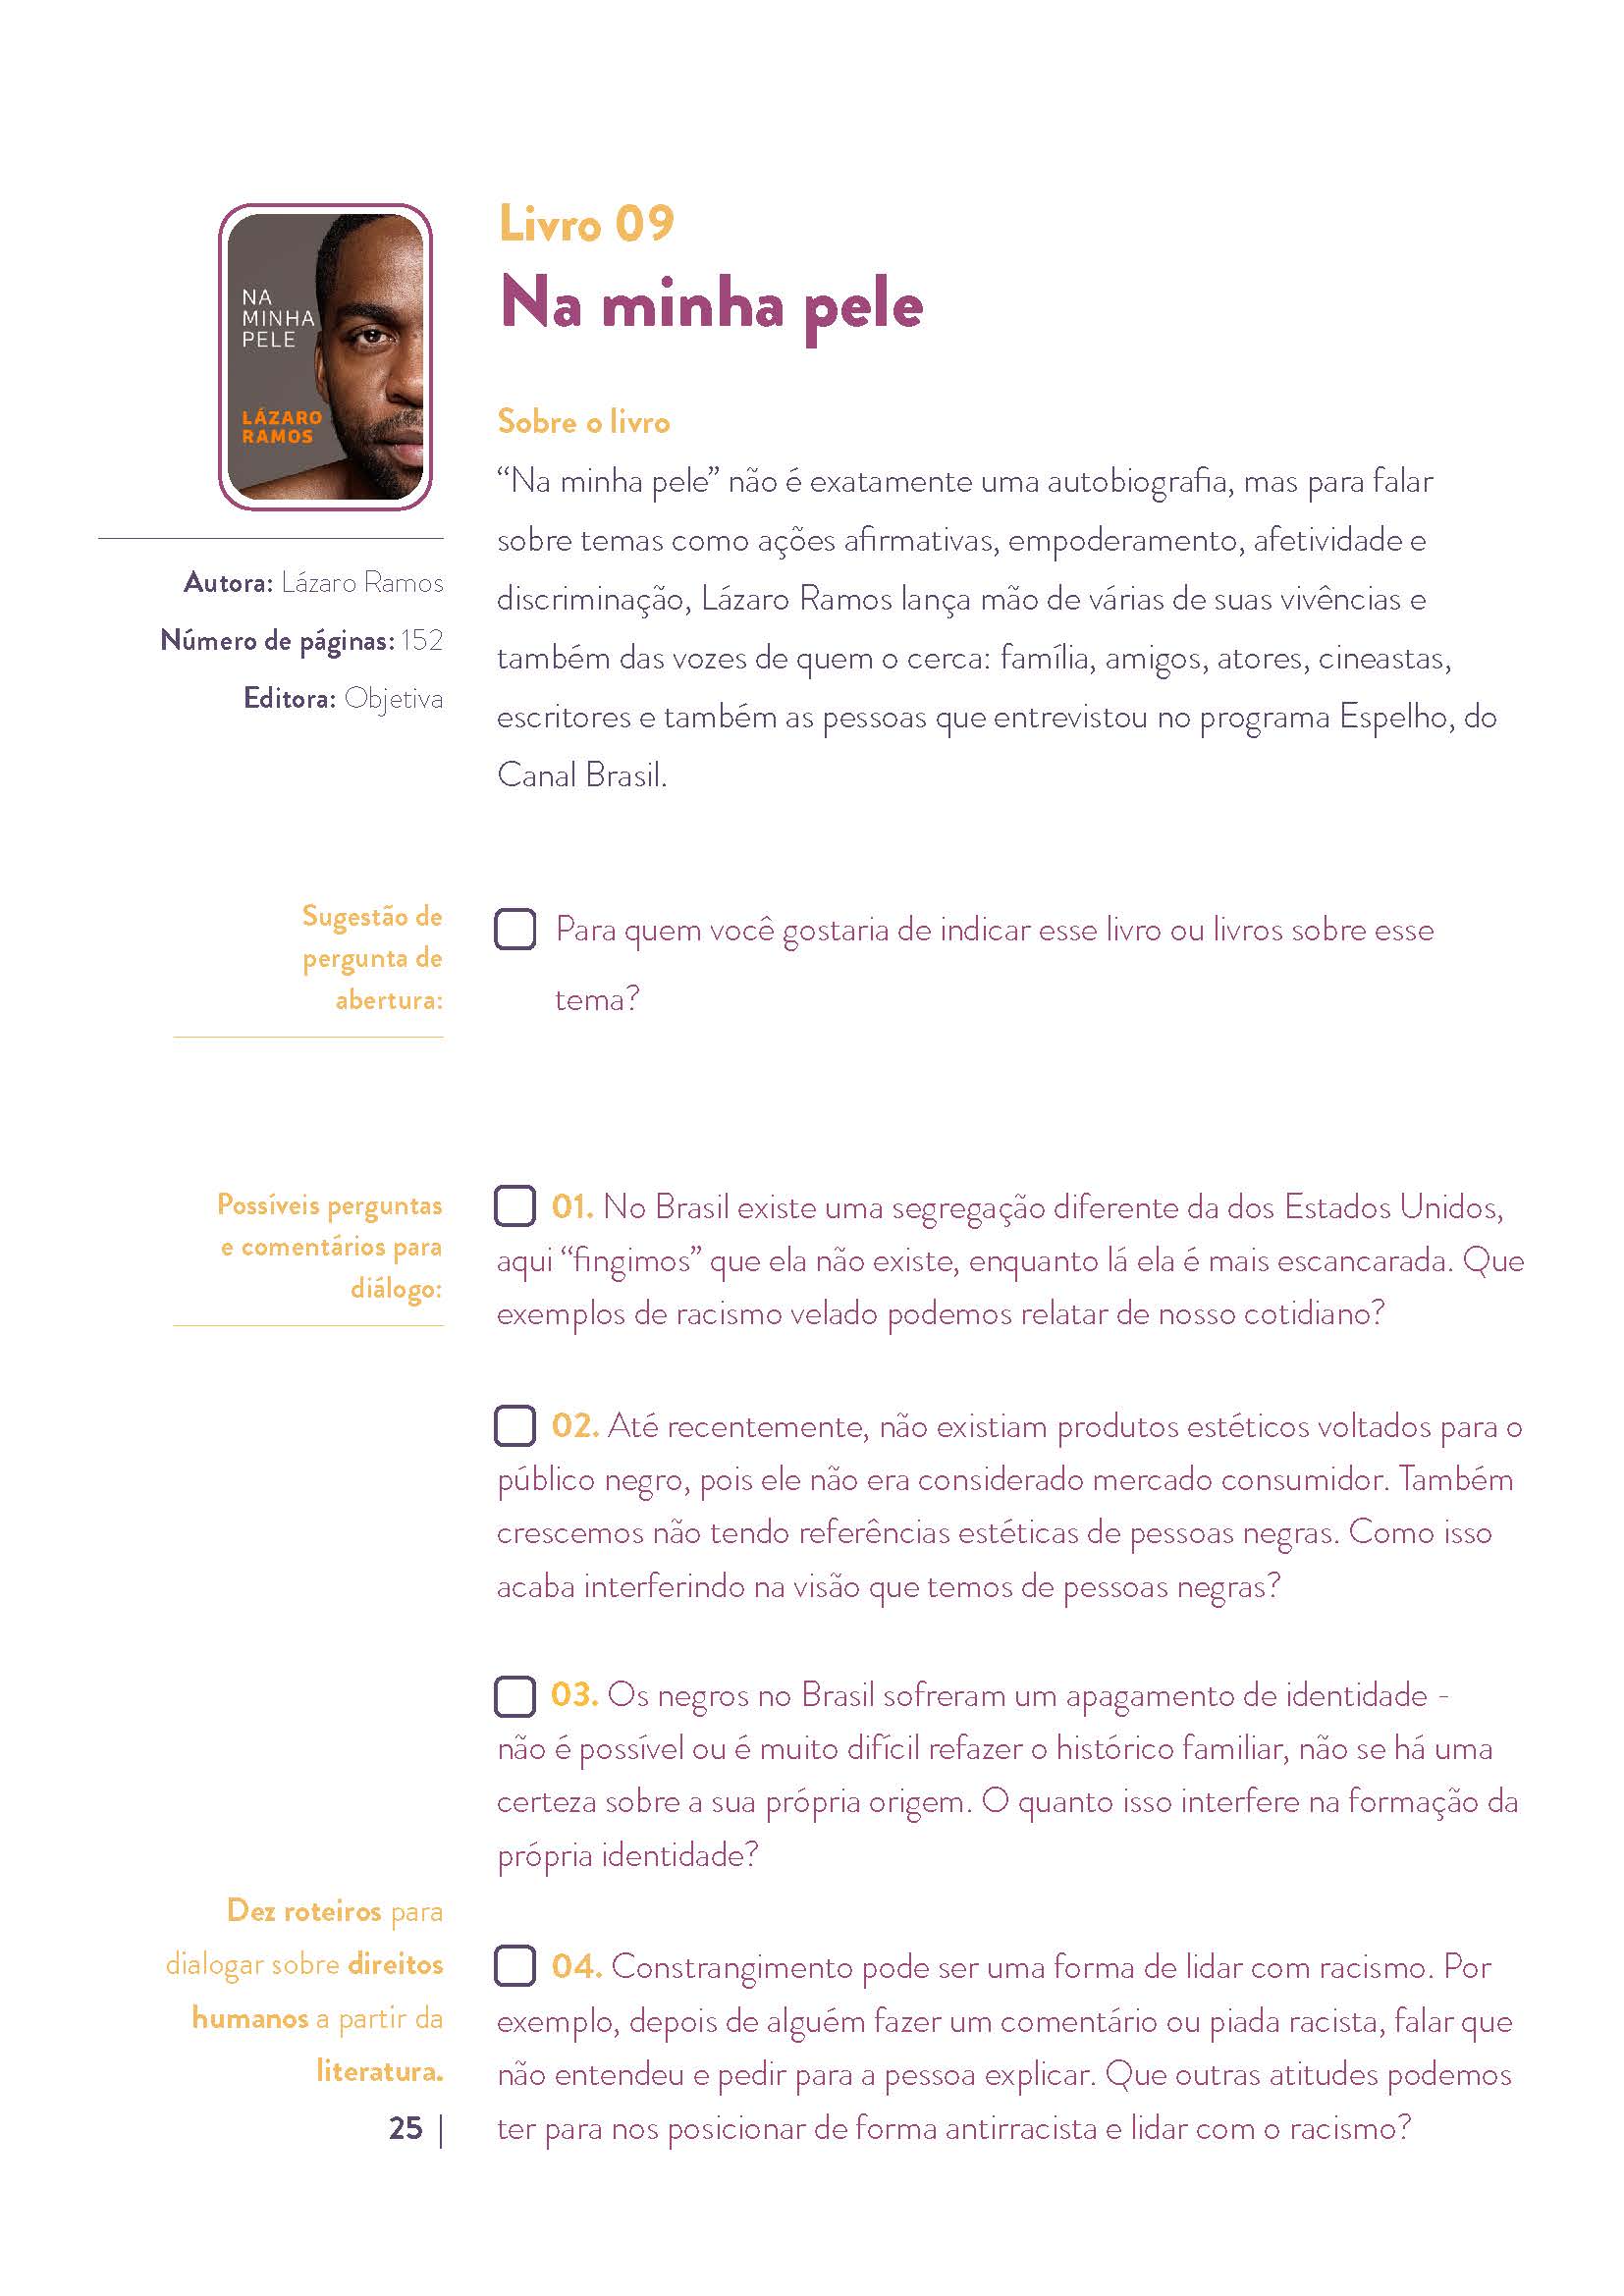 NA
MINHA
PELE
LÁZARO
RAMOS
Autora: Lázaro Ramos
Número de páginas: 152
Editora: Objetiva
Livro 09
Na minha pele
Sobre o livro
“Na minha pele” não é exatamente uma autobiografia, mas para falar
sobre temas como ações afirmativas, empoderamento, afetividade e
discriminação, Lázaro Ramos lança mão de várias de suas vivências e
também das vozes de quem o cerca: família, amigos, atores, cineastas,
escritores e também as pessoas que entrevistou no programa Espelho, do
Canal Brasil.
Sugestão de
pergunta de
abertura:
Para quem você gostaria de indicar esse livro ou livros sobre esse
tema?
Possíveis perguntas
e comentários para
diálogo:
01. No Brasil existe uma segregação diferente da dos Estados Unidos,
aqui “fingimos” que ela não existe, enquanto lá ela é mais escancarada. Que
exemplos de racismo velado podemos relatar de nosso cotidiano?
02. Até recentemente, não existiam produtos estéticos voltados para o
público negro, pois ele não era considerado mercado consumidor. Também
crescemos não tendo referências estéticas de pessoas negras. Como isso
acaba interferindo na visão que temos de pessoas negras?
03. Os negros no Brasil sofreram um apagamento de identidade -
não é possível ou é muito difícil refazer o histórico familiar, não se há uma
certeza sobre a sua própria origem. O quanto isso interfere na formação da
própria identidade?
04. Constrangimento pode ser uma forma de lidar com racismo. Por
exemplo, depois de alguém fazer um comentário ou piada racista, falar que
não entendeu e pedir para a pessoa explicar. Que outras atitudes podemos
ter para nos posicionar de forma antirracista e lidar com o racismo?
Dez roteiros para
dialogar sobre direitos
humanos a partir da
literatura.
25 |